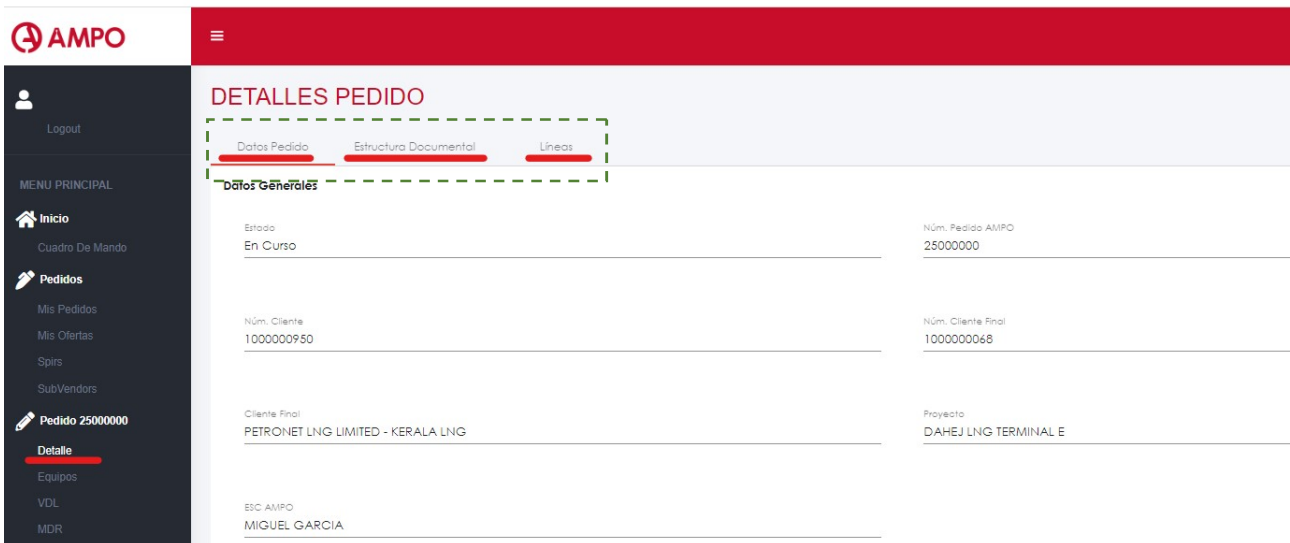 AMPO
Logout
MENU PRINCIPAL
Inicio
Cuadro De Mando
Pedidos
Mis Pedidos
Mis Ofertas
Spirs
SubVendors
Pedido 25000000
Detalle
Equipos
VDL
MDR
DETALLES PEDIDO
Datos Pedido Estructura Documental Líneas
Datos Generales
Estado
En Curso
Núm. Pedido AMPO
25000000
Núm. Cliente
1000000950
Núm. Cliente Final
1000000068
Cliente Final
PETRONET LNG LIMITED - KERALA LNG
Proyecto
DAHEJ LNG TERMINAL E
ESC AMPO
MIGUEL GARCIA